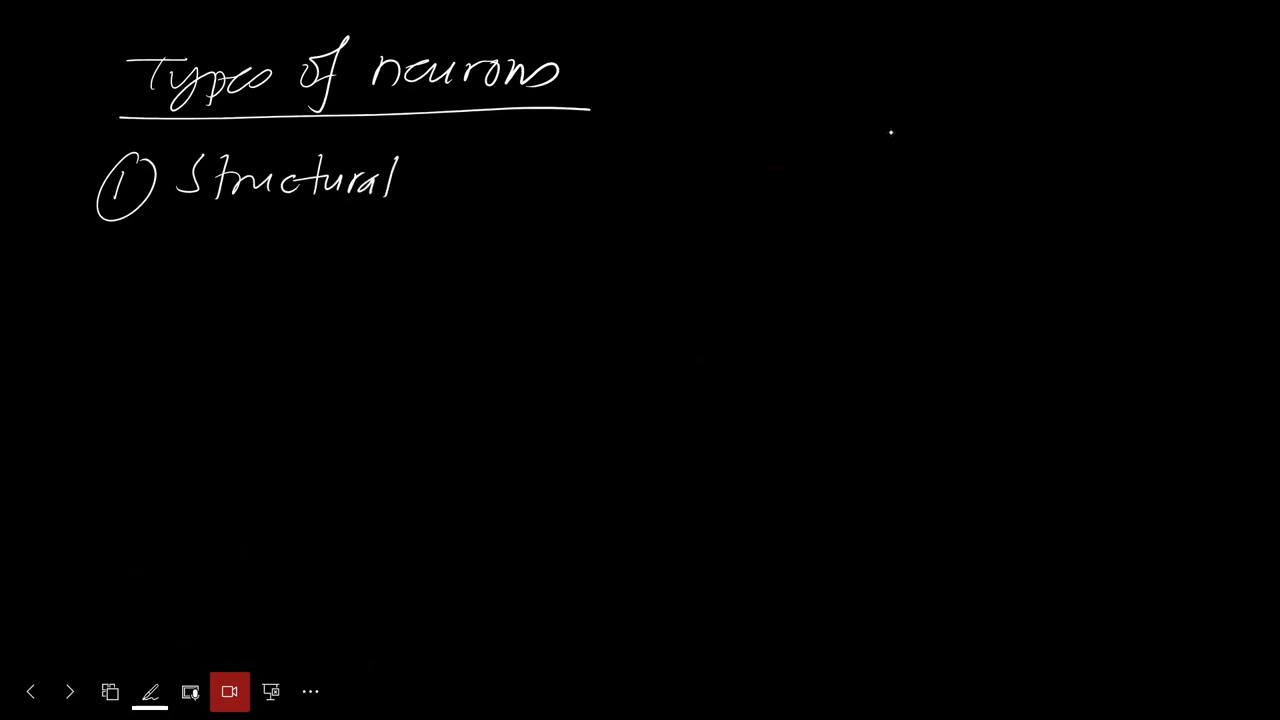 Types of neurons
① Structural